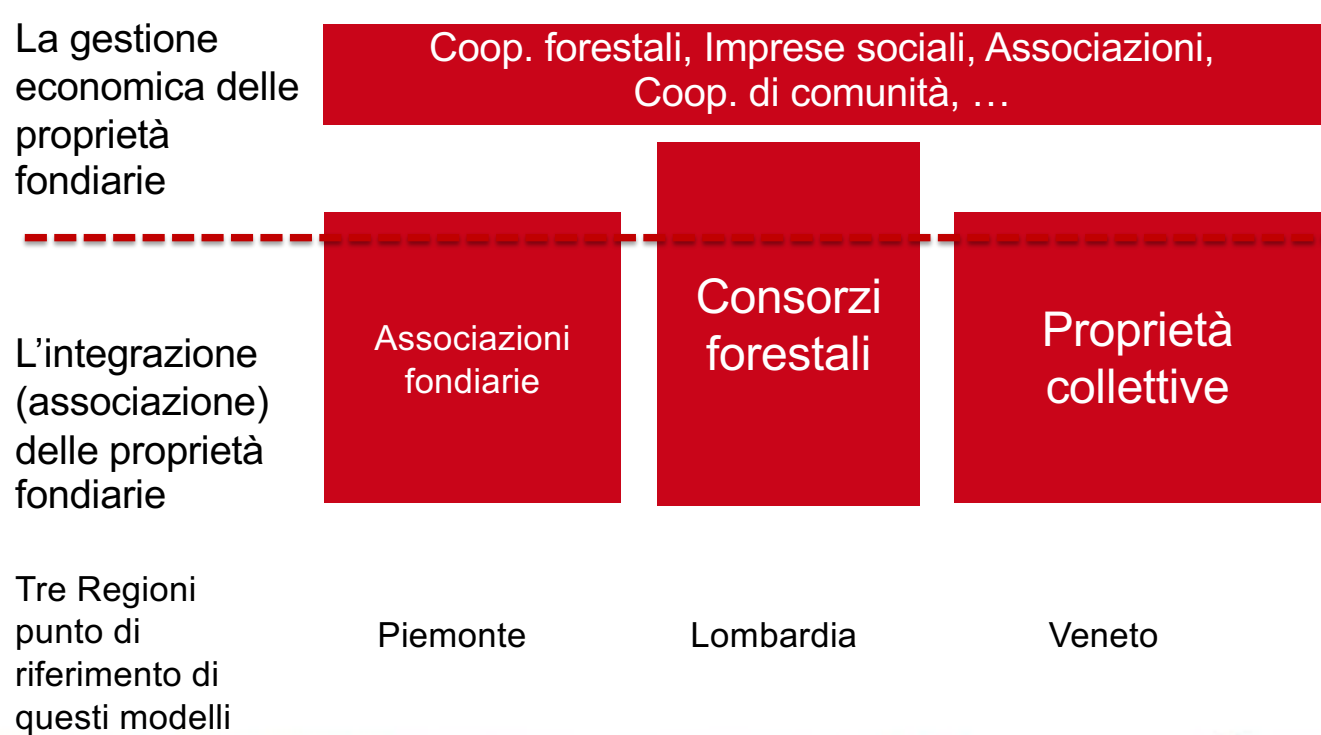 La gestione
economica delle
proprietà
fondiarie
Coop. forestali, Imprese sociali, Associazioni,
Coop. di comunità, …
L’integrazione
(associazione)
delle proprietà
fondiarie
Associazioni
fondiarie
Consorzi
forestali
Proprietà
collettive
Tre Regioni
punto di
riferimento di
questi modelli
Piemonte
Lombardia
Veneto